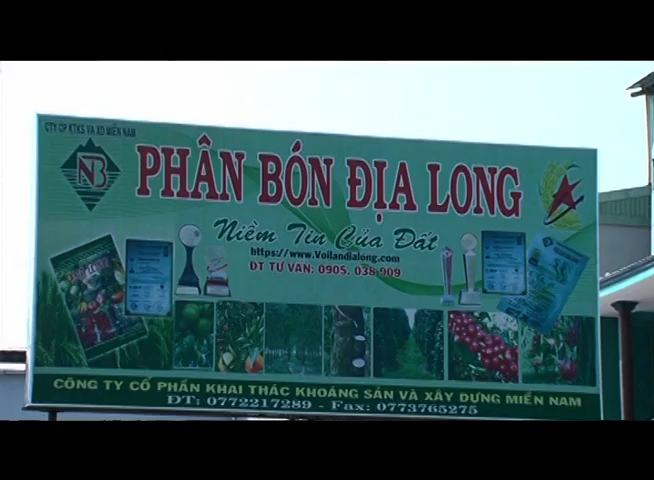 CTY CP KTKS VÀ XD MIỀN NAM
NB
PHÂN BÓN ĐỊA LONG
Niềm Tin Của Đất
https://www.Voilandialong.com
ĐT TƯ VẤN: 0905. 038 909
CÔNG TY CỔ PHẦN KHAI THÁC KHOÁNG SẢN VÀ XÂY DỰNG MIỀN NAM
ĐT: 0772217289 - Fax: 0773765275